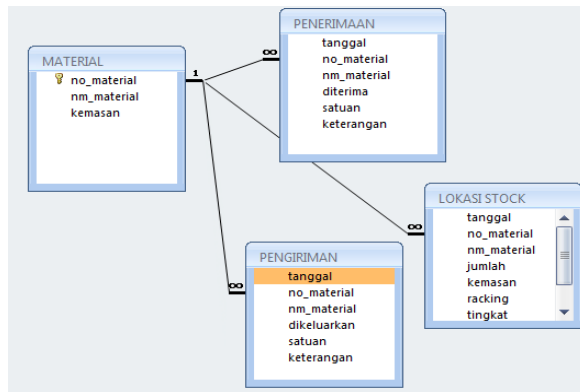 MATERIAL
no_material
nm_material
kemasan
1
∞
PENERIMAAN
tanggal
no_material
nm_material
diterima
satuan
keterangan
∞
LOKASI STOCK
tanggal
no_material
nm_material
jumlah
kemasan
racking
tingkat
∞
PENGIRIMAN
tanggal
no_material
nm_material
dikeluarkan
satuan
keterangan